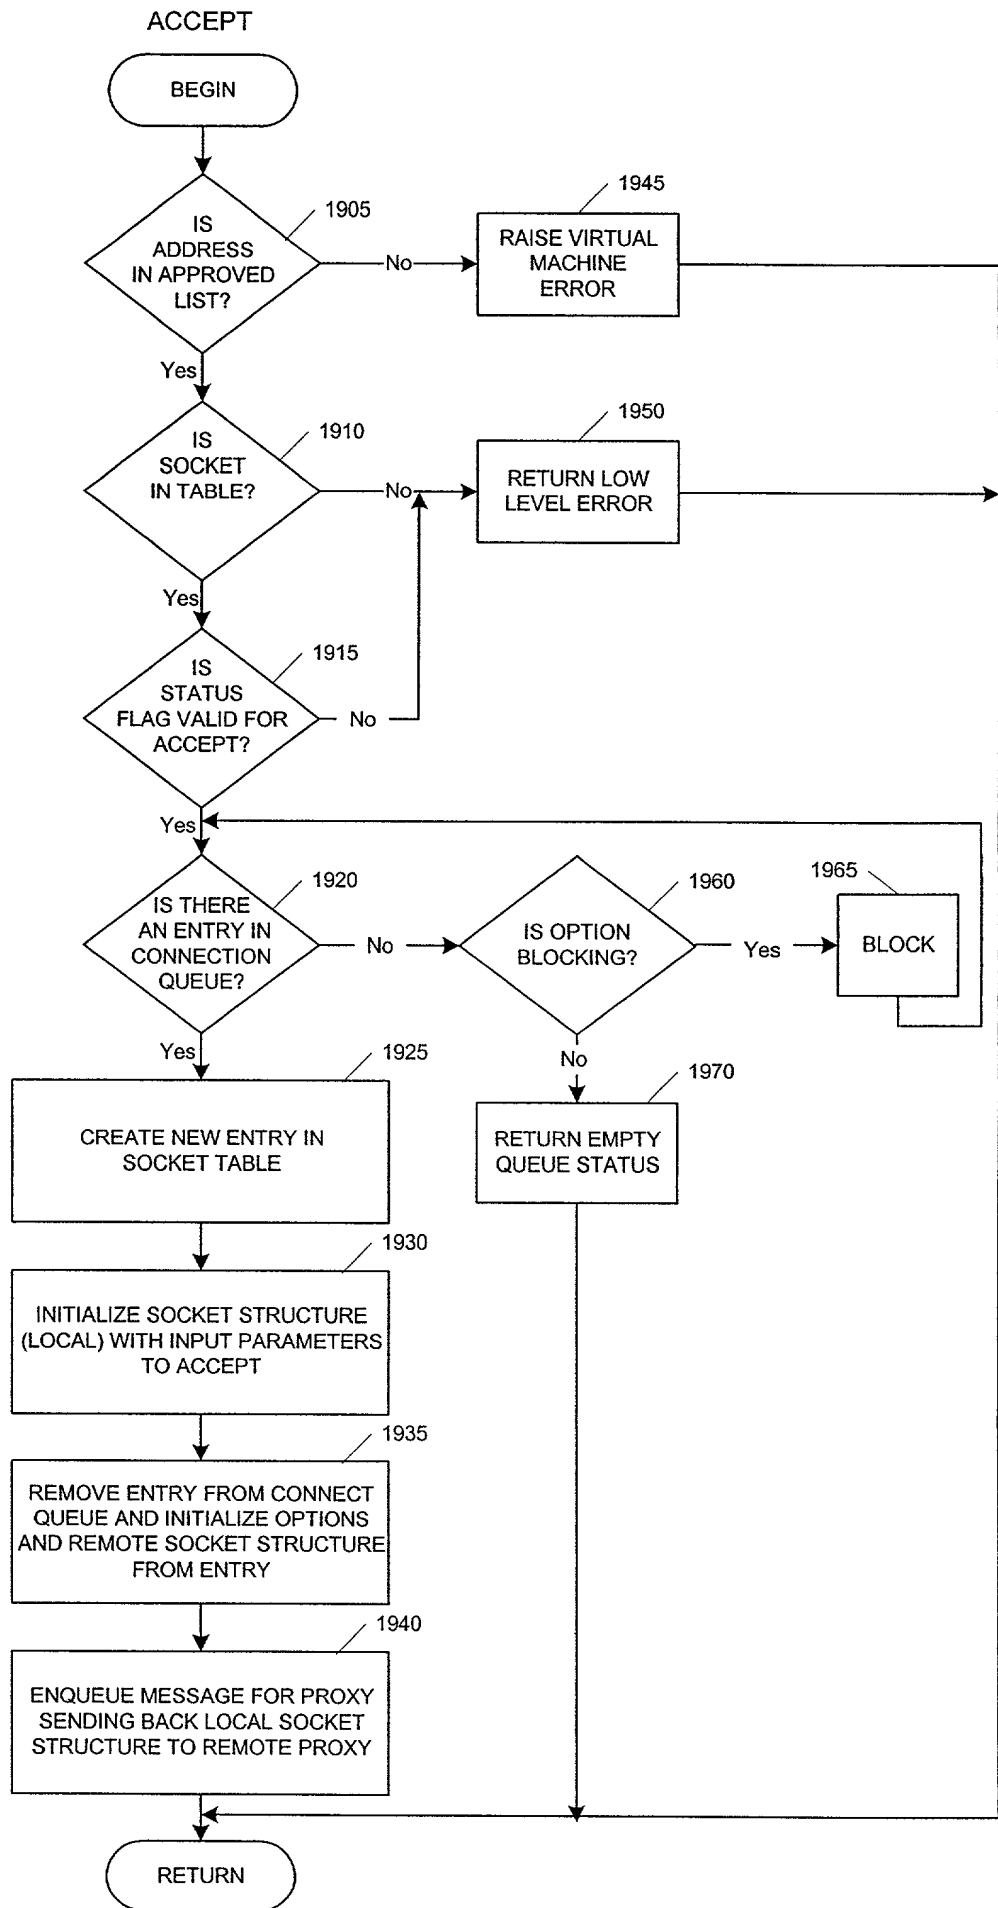 ACCEPT
BEGIN
1905
IS
ADDRESS
IN APPROVED
LIST?
No
1945
RAISE VIRTUAL
MACHINE
ERROR
Yes
1910
IS
SOCKET
IN TABLE?
No
1950
RETURN LOW
LEVEL ERROR
Yes
1915
IS
STATUS
FLAG VALID FOR
ACCEPT?
No
Yes
1920
IS THERE
AN ENTRY IN
CONNECTION
QUEUE?
No
1960
IS OPTION
BLOCKING?
Yes
1965
BLOCK
Yes
No
1925
CREATE NEW ENTRY IN
SOCKET TABLE
1970
RETURN EMPTY
QUEUE STATUS
1930
INITIALIZE SOCKET STRUCTURE
(LOCAL) WITH INPUT PARAMETERS
TO ACCEPT
1935
REMOVE ENTRY FROM CONNECT
QUEUE AND INITIALIZE OPTIONS
AND REMOTE SOCKET STRUCTURE
FROM ENTRY
1940
ENQUEUE MESSAGE FOR PROXY
SENDING BACK LOCAL SOCKET
STRUCTURE TO REMOTE PROXY
RETURN